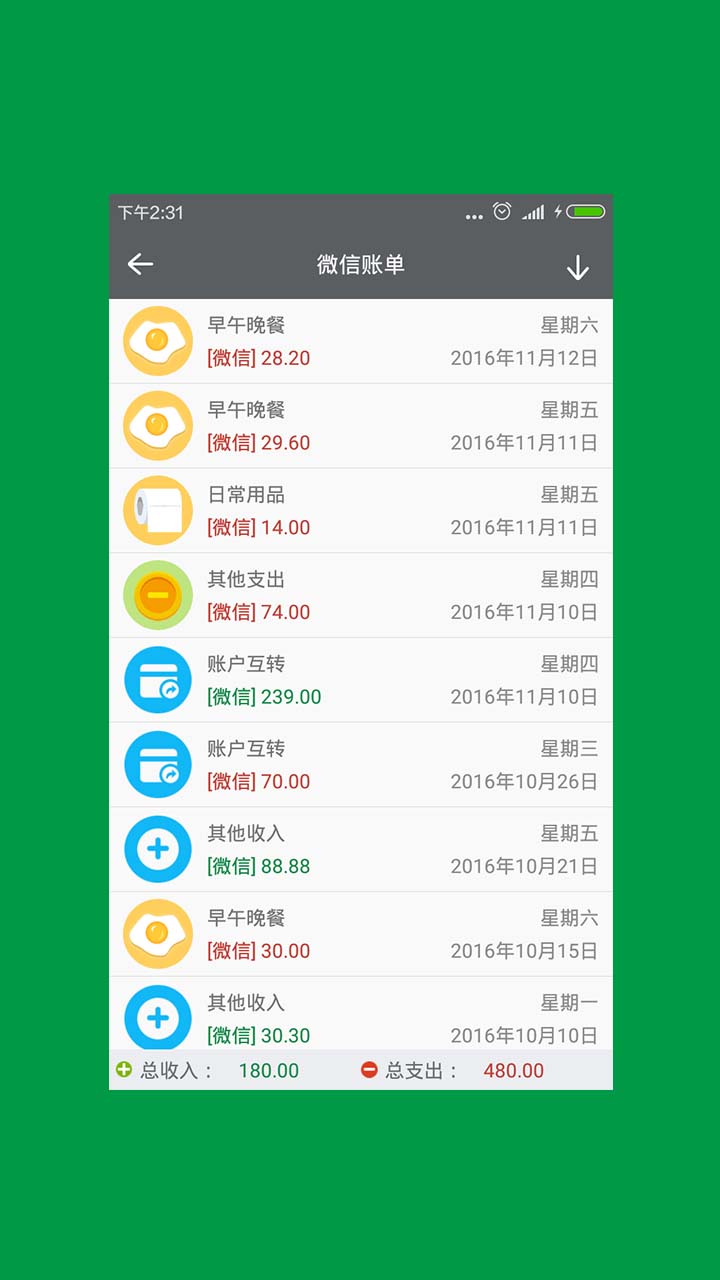 下午2:31
微信账单
早午晚餐 星期六
[微信] 28.20 2016年11月12日
早午晚餐 星期五
[微信] 29.60 2016年11月11日
日常用品 星期五
[微信] 14.00 2016年11月11日
其他支出 星期四
[微信] 74.00 2016年11月10日
账户互转 星期四
[微信] 239.00 2016年11月10日
账户互转 星期三
[微信] 70.00 2016年10月26日
其他收入 星期五
[微信] 88.88 2016年10月21日
早午晚餐 星期六
[微信] 30.00 2016年10月15日
其他收入 星期一
[微信] 30.30 2016年10月10日
总收入： 180.00 总支出： 480.00